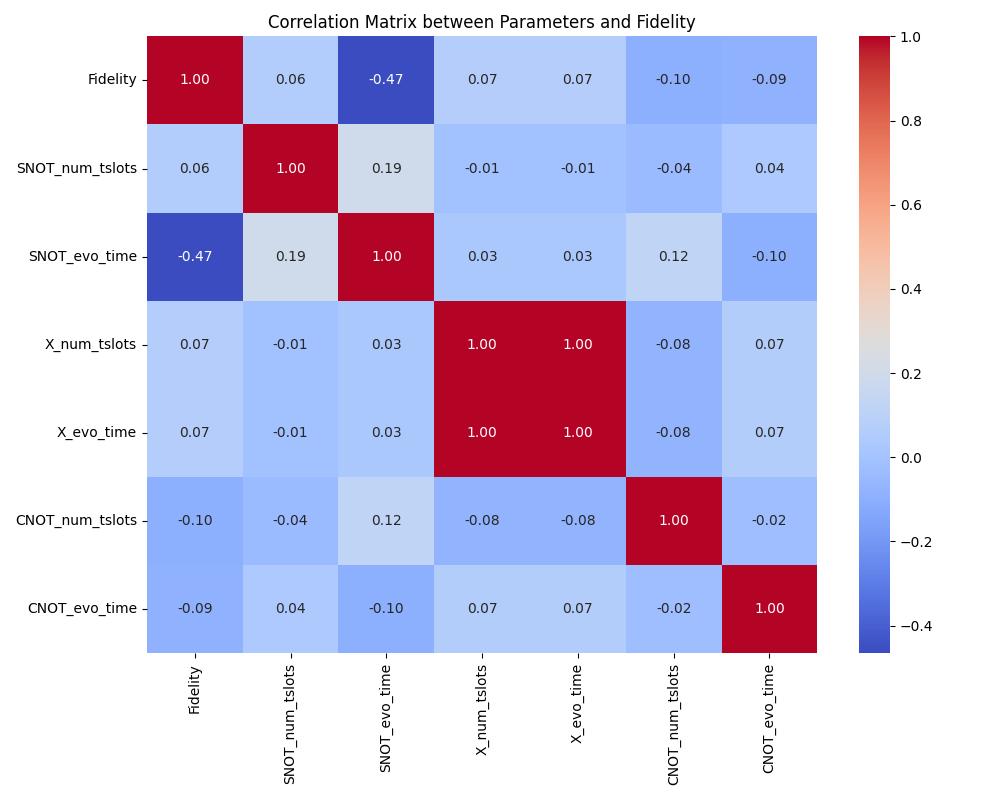 Correlation Matrix between Parameters and Fidelity
Fidelity 1.00 0.06 -0.47 0.07 0.07 -0.10 -0.09
SNOT_num_tslots 0.06 1.00 0.19 -0.01 -0.01 -0.04 0.04
SNOT_evo_time -0.47 0.19 1.00 0.03 0.03 0.12 -0.10
X_num_tslots 0.07 -0.01 0.03 1.00 1.00 -0.08 0.07
X_evo_time 0.07 -0.01 0.03 1.00 1.00 -0.08 0.07
CNOT_num_tslots -0.10 -0.04 0.12 -0.08 -0.08 1.00 -0.02
CNOT_evo_time -0.09 0.04 -0.10 0.07 0.07 -0.02 1.00
Fidelity
SNOT_num_tslots
SNOT_evo_time
X_num_tslots
X_evo_time
CNOT_num_tslots
CNOT_evo_time
1.0
0.8
0.6
0.4
0.2
0.0
−0.2
−0.4